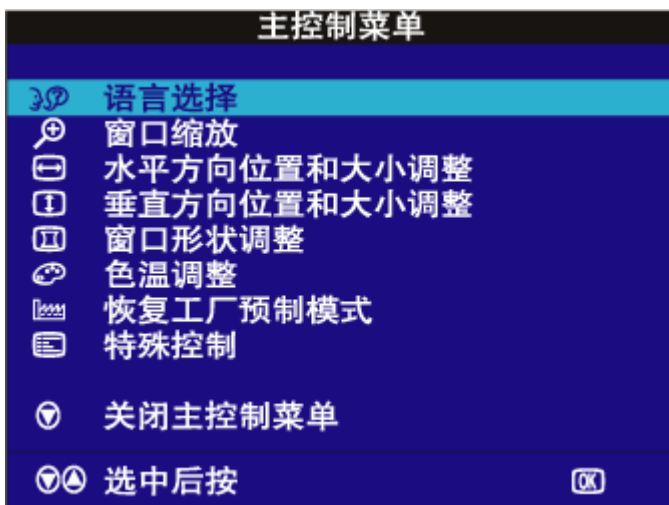 主控制菜单
语言选择
窗口缩放
水平方向位置和大小调整
垂直方向位置和大小调整
窗口形状调整
色温调整
恢复工厂预制模式
特殊控制
关闭主控制菜单
选中后按 OK